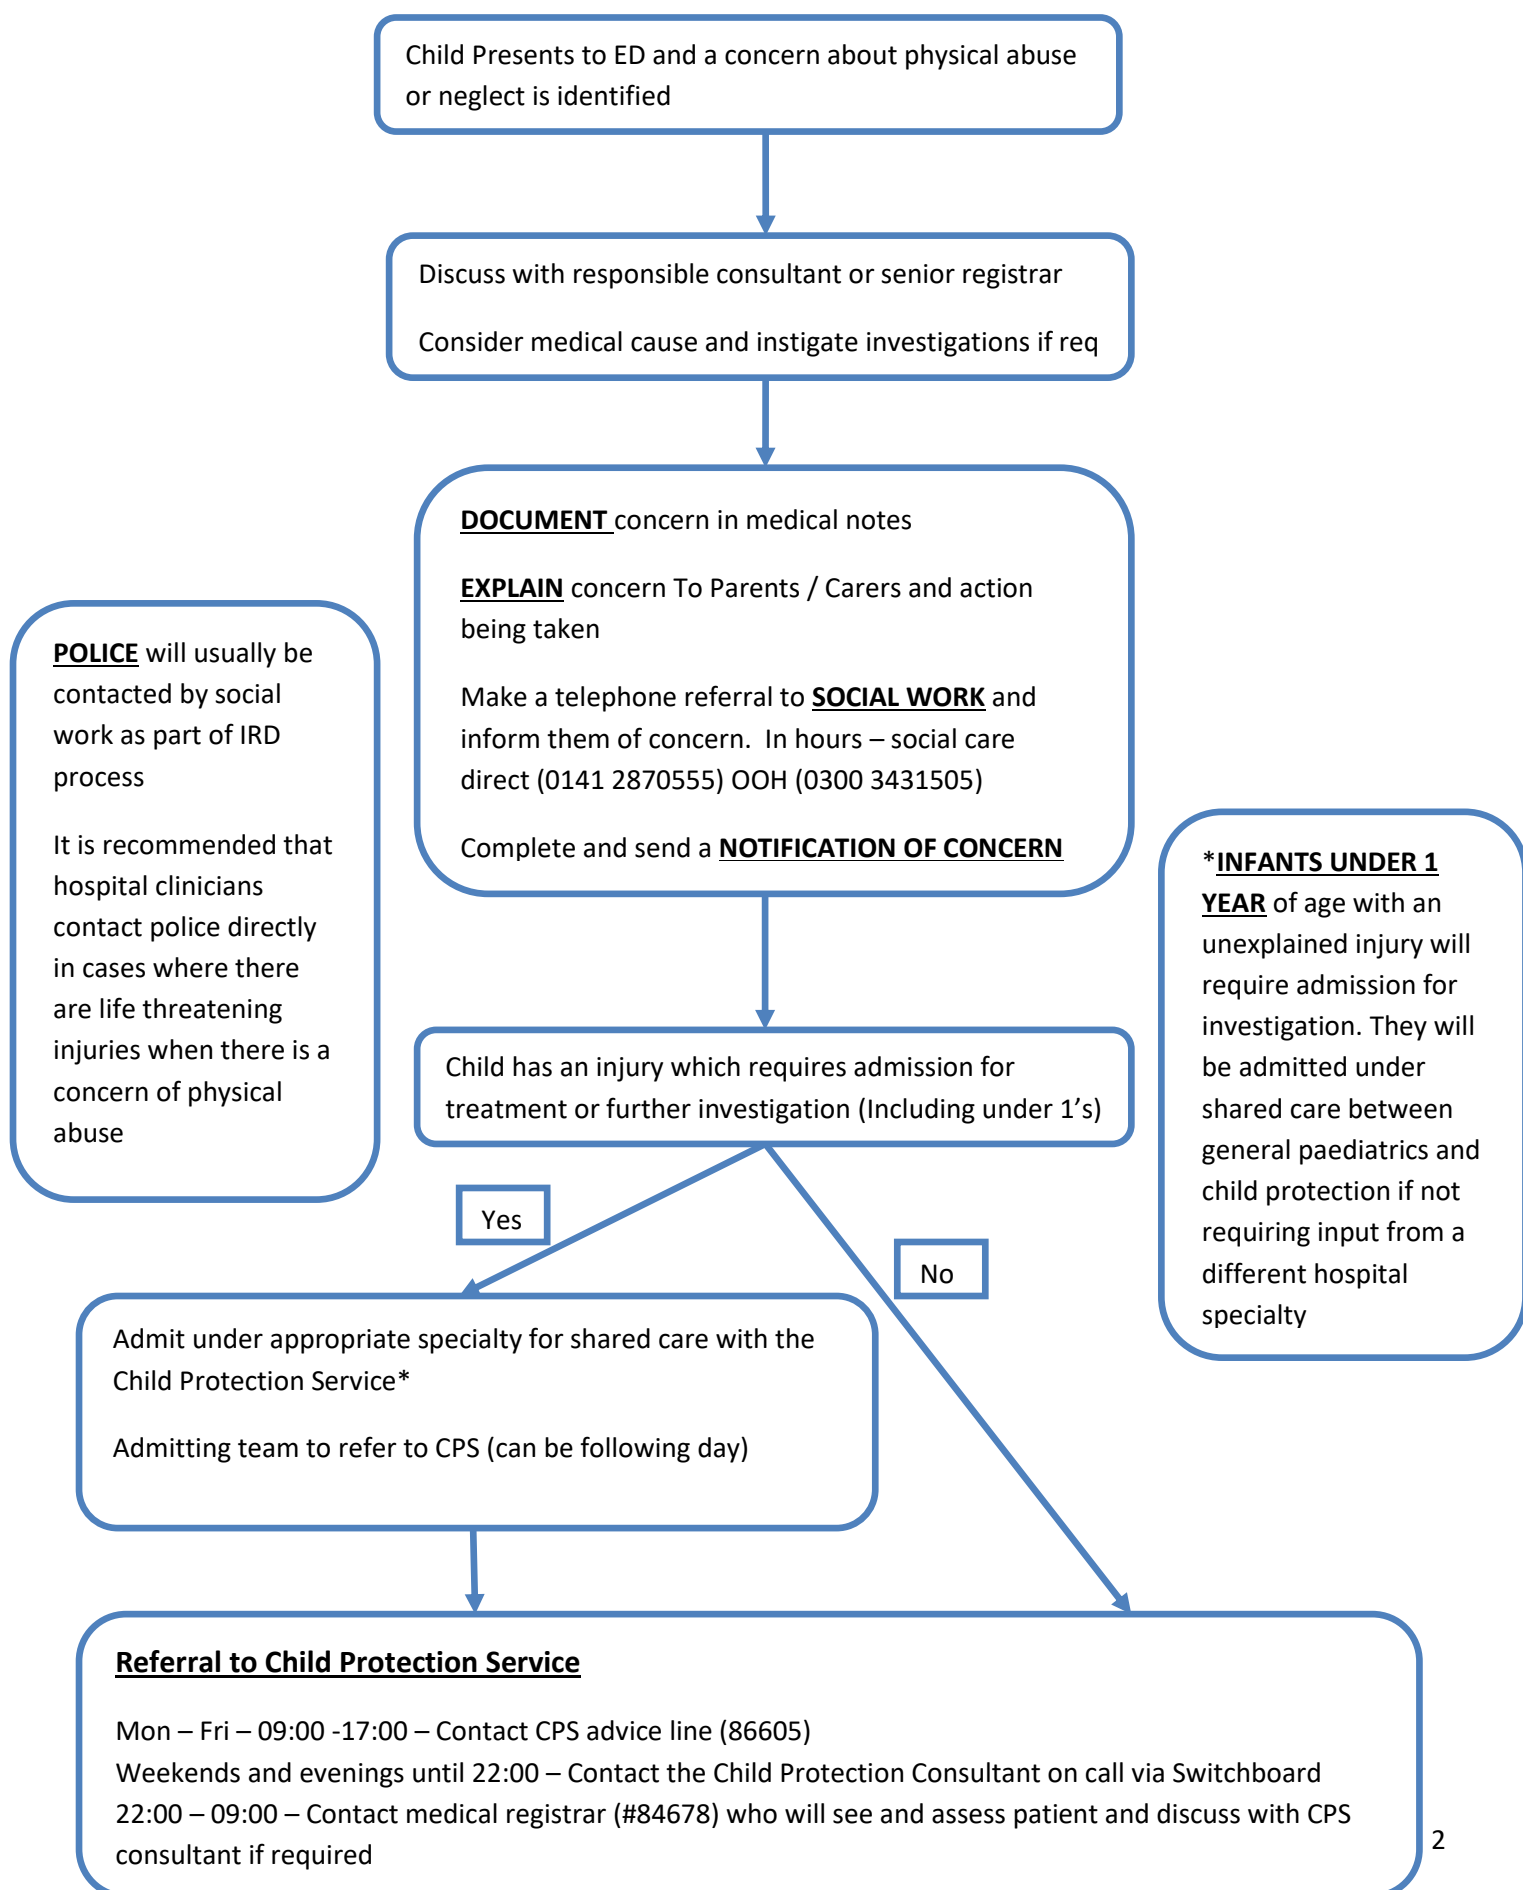 Child Presents to ED and a concern about physical abuse
or neglect is identified
Discuss with responsible consultant or senior registrar
Consider medical cause and instigate investigations if req
DOCUMENT concern in medical notes
EXPLAIN concern To Parents / Carers and action
being taken
Make a telephone referral to SOCIAL WORK and
inform them of concern.  In hours – social care
direct (0141 2870555) OOH (0300 3431505)
Complete and send a NOTIFICATION OF CONCERN
POLICE will usually be
contacted by social
work as part of IRD
process
It is recommended that
hospital clinicians
contact police directly
in cases where there
are life threatening
injuries when there is a
concern of physical
abuse
*INFANTS UNDER 1
YEAR of age with an
unexplained injury will
require admission for
investigation. They will
be admitted under
shared care between
general paediatrics and
child protection if not
requiring input from a
different hospital
specialty
Child has an injury which requires admission for
treatment or further investigation (Including under 1’s)
Yes
No
Admit under appropriate specialty for shared care with the
Child Protection Service*
Admitting team to refer to CPS (can be following day)
Referral to Child Protection Service
Mon – Fri – 09:00 -17:00 – Contact CPS advice line (86605)
Weekends and evenings until 22:00 – Contact the Child Protection Consultant on call via Switchboard
22:00 – 09:00 – Contact medical registrar (#84678) who will see and assess patient and discuss with CPS
consultant if required
2